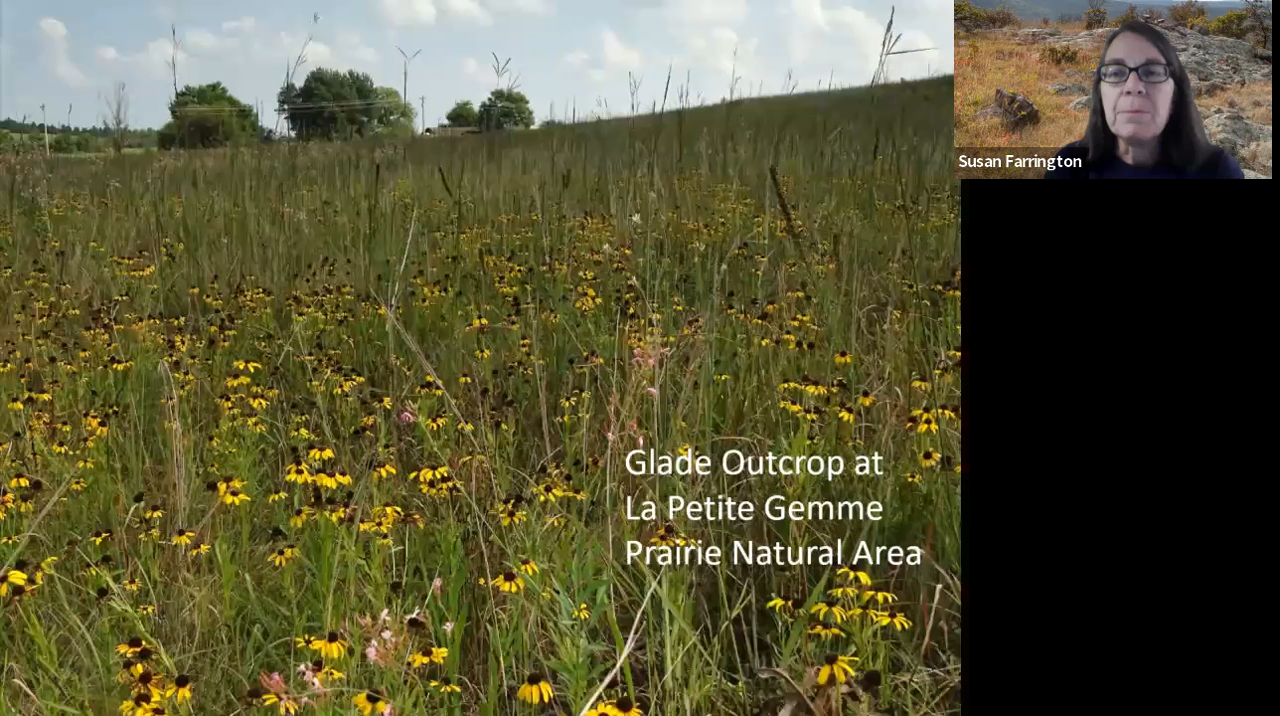 Susan Farrington
Glade Outcrop at
La Petite Gemme
Prairie Natural Area